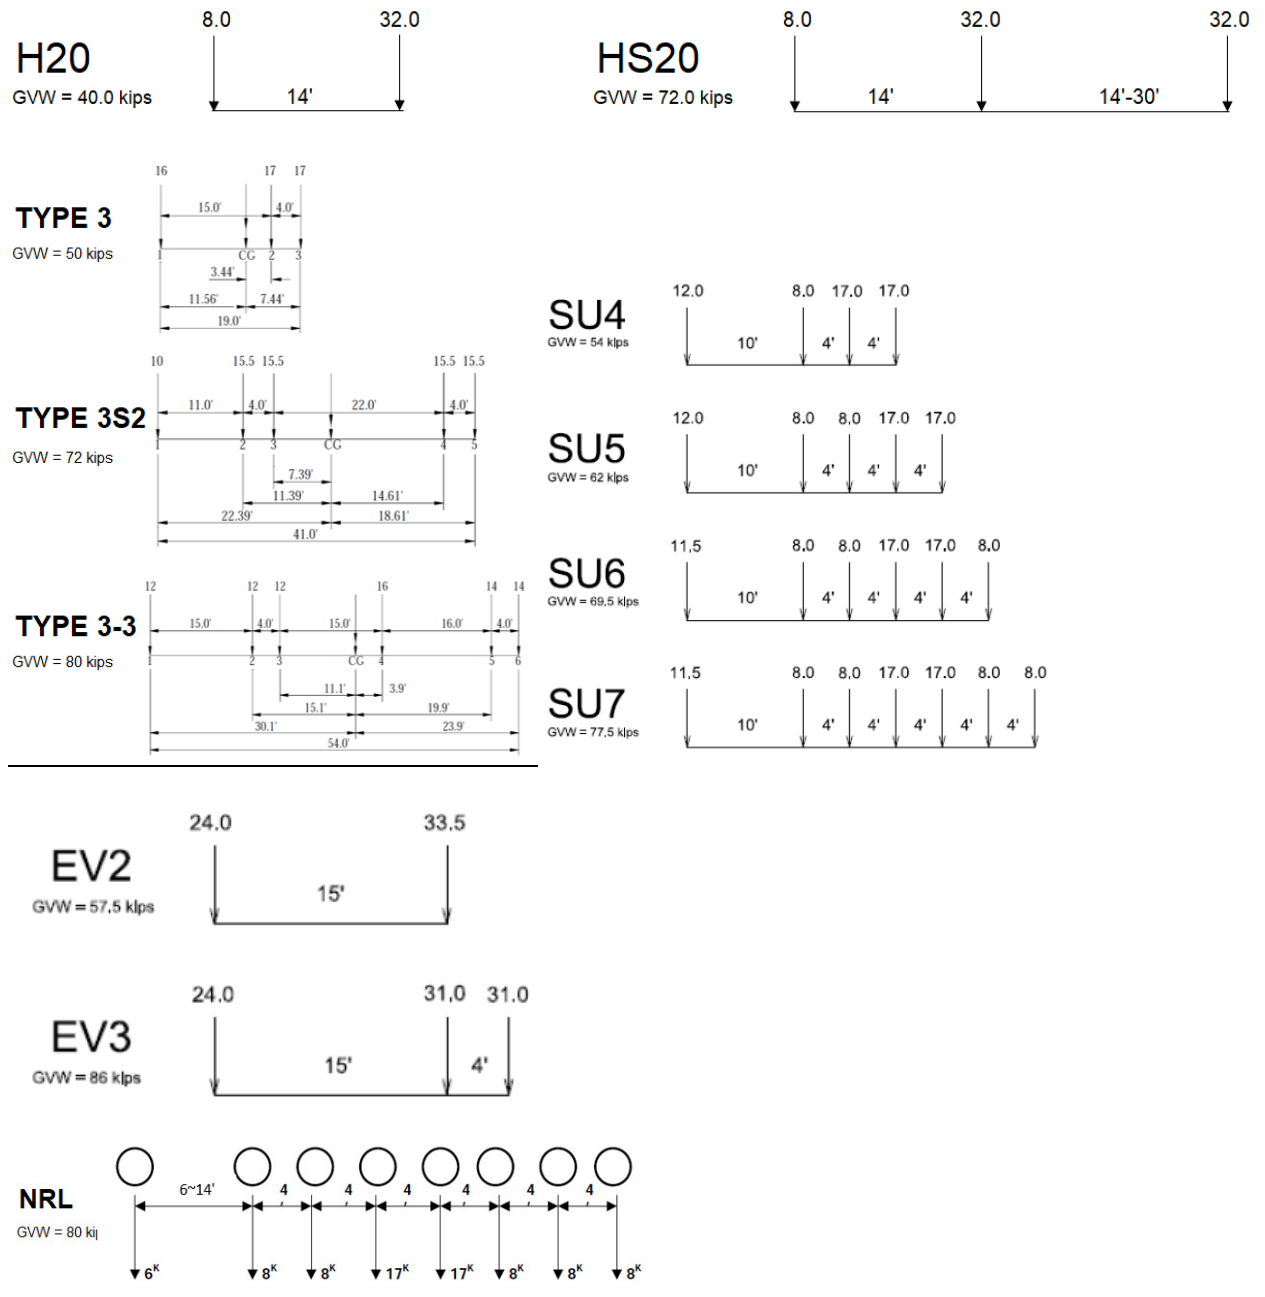 8.0 32.0
H20
GVW = 40.0 kips
14'
8.0 32.0 32.0
HS20
GVW = 72.0 kips
14' 14'-30'
16 17 17
15.0' 4.0'
TYPE 3
GVW = 50 kips
1 CG 2 3
3.44'
11.56' 7.44'
19.0'
10 15.5 15.5 15.5 15.5
11.0' 4.0' 22.0' 4.0'
TYPE 3S2
GVW = 72 kips
1 2 3 CG 4 5
7.39'
11.39' 14.61'
22.39' 18.61'
41.0'
12 12 12 16 14 14
15.0' 4.0' 15.0' 16.0' 4.0'
TYPE 3-3
GVW = 80 kips
1 2 3 CG 4 5 6
11.1' 3.9'
15.1' 19.9'
30.1' 23.9'
54.0'
12.0 8.0 17.0 17.0
SU4
GVW = 54 kips
10' 4' 4'
12.0 8.0 8.0 17.0 17.0
SU5
GVW = 62 kips
10' 4' 4' 4'
11.5 8.0 8.0 17.0 17.0 8.0
SU6
GVW = 69.5 kips
10' 4' 4' 4' 4'
11.5 8.0 8.0 17.0 17.0 8.0 8.0
SU7
GVW = 77.5 kips
10' 4' 4' 4' 4' 4'
24.0 33.5
EV2
GVW = 57.5 kips
15'
24.0 31.0 31.0
EV3
GVW = 86 kips
15' 4'
6~14' 4' 4' 4' 4' 4' 4'
NRL
GVW = 80 kip
6K 8K 8K 17K 17K 8K 8K 8K